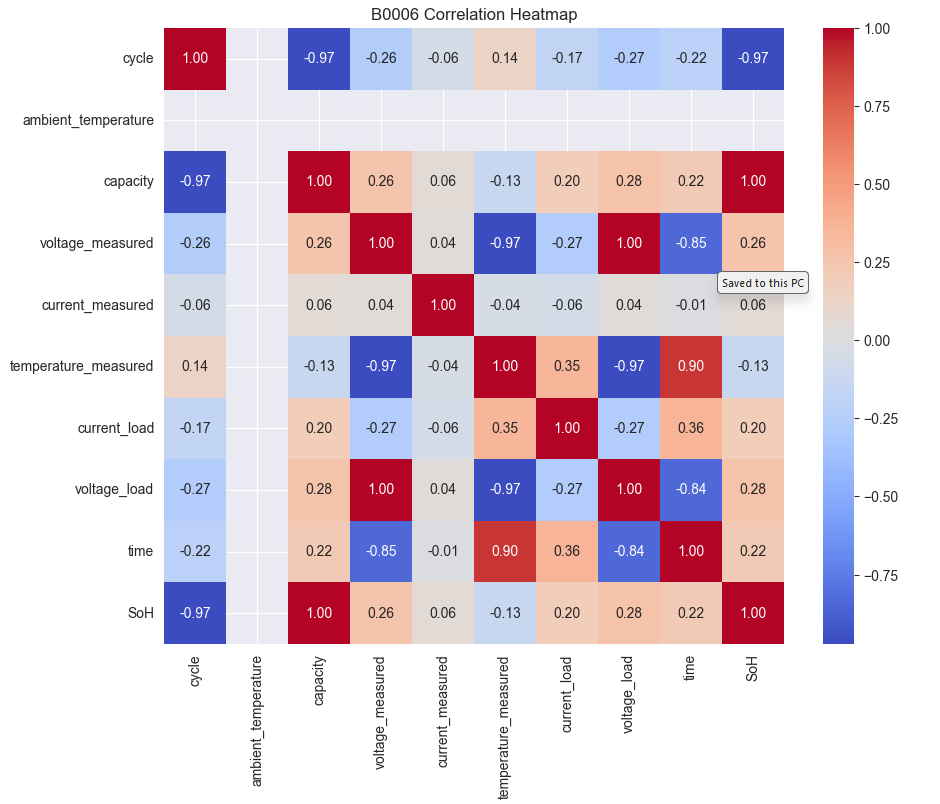 B0006 Correlation Heatmap
cycle 1.00 -0.97 -0.26 -0.06 0.14 -0.17 -0.27 -0.22 -0.97
ambient_temperature
capacity -0.97 1.00 0.26 0.06 -0.13 0.20 0.28 0.22 1.00
voltage_measured -0.26 0.26 1.00 0.04 -0.97 -0.27 1.00 -0.85 0.26
Saved to this PC
current_measured -0.06 0.06 0.04 1.00 -0.04 -0.06 0.04 -0.01 0.06
temperature_measured 0.14 -0.13 -0.97 -0.04 1.00 0.35 -0.97 0.90 -0.13
current_load -0.17 0.20 -0.27 -0.06 0.35 1.00 -0.27 0.36 0.20
voltage_load -0.27 0.28 1.00 0.04 -0.97 -0.27 1.00 -0.84 0.28
time -0.22 0.22 -0.85 -0.01 0.90 0.36 -0.84 1.00 0.22
SoH -0.97 1.00 0.26 0.06 -0.13 0.20 0.28 0.22 1.00
cycle
ambient_temperature
capacity
voltage_measured
current_measured
temperature_measured
current_load
voltage_load
time
SoH
1.00
0.75
0.50
0.25
0.00
-0.25
-0.50
-0.75